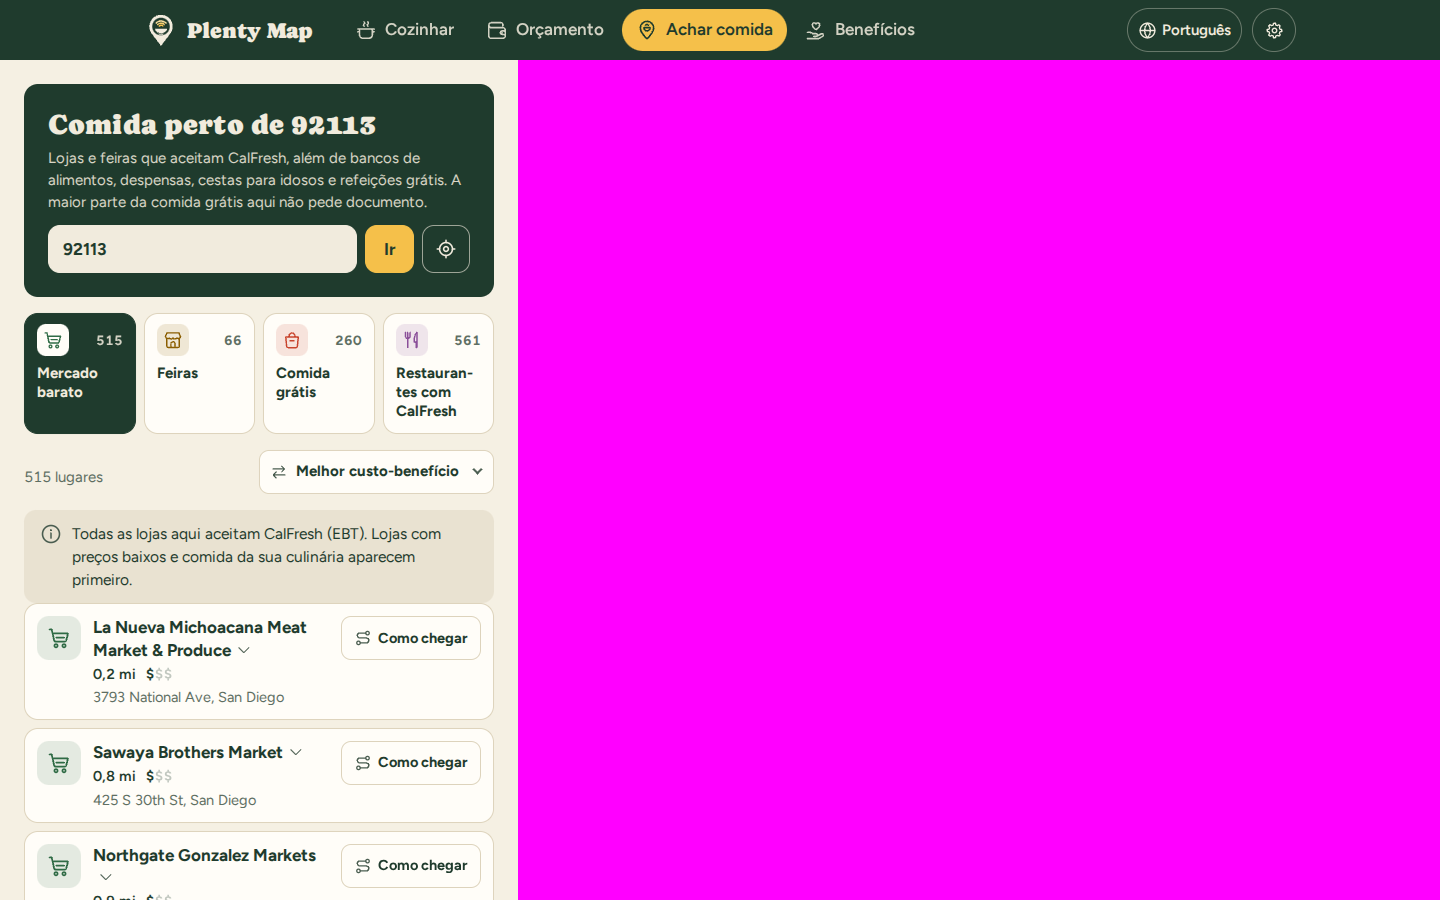 Plenty Map
Cozinhar
Orçamento
Achar comida
Benefícios
Português
Comida perto de 92113
Lojas e feiras que aceitam CalFresh, além de bancos de
alimentos, despensas, cestas para idosos e refeições grátis. A
maior parte da comida grátis aqui não pede documento.
92113
Ir
515
Mercado
barato
66
Feiras
260
Comida
grátis
561
Restauran-
tes com
CalFresh
515 lugares
Melhor custo-benefício
Todas as lojas aqui aceitam CalFresh (EBT). Lojas com
preços baixos e comida da sua culinária aparecem
primeiro.
La Nueva Michoacana Meat
Market & Produce
Como chegar
0,2 mi $$$
3793 National Ave, San Diego
Sawaya Brothers Market
Como chegar
0,8 mi $$$
425 S 30th St, San Diego
Northgate Gonzalez Markets
Como chegar
0,9 mi $$$